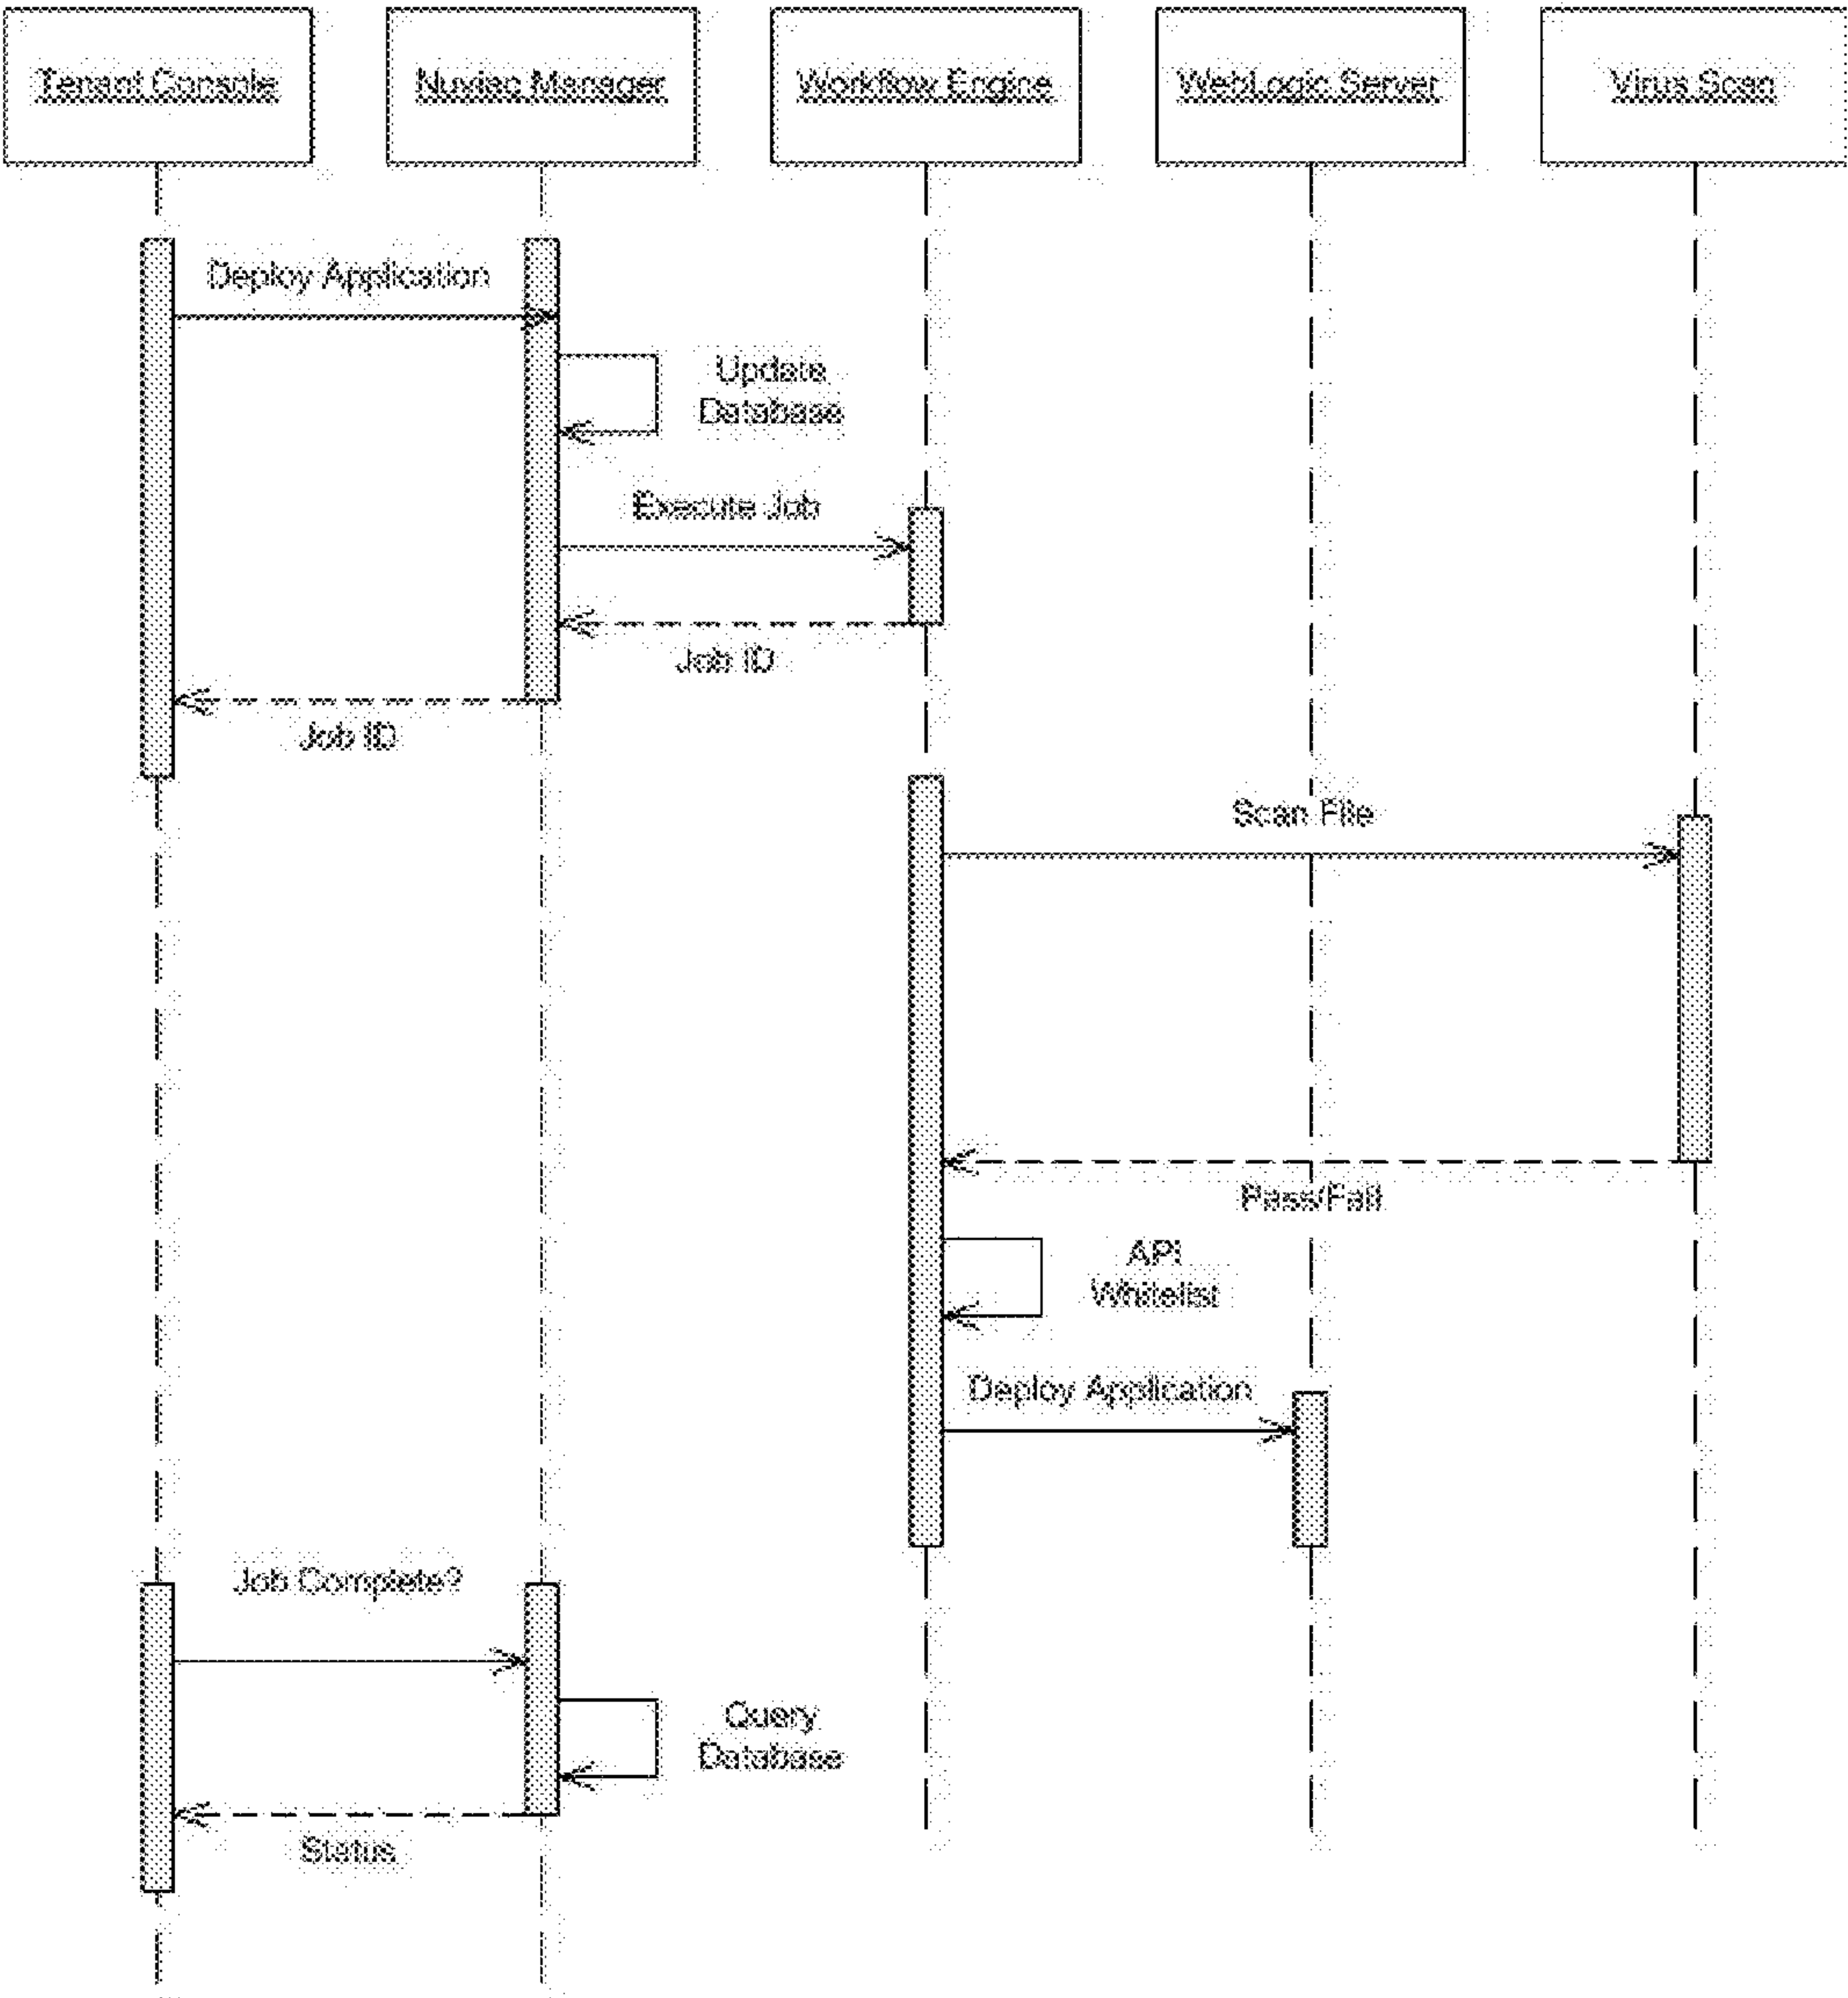 Tenant Console
Nuviac Manager
Workflow Engine
WebLogic Server
Virus Scan
Deploy Application
Update
Database
Execute Job
Job ID
Job ID
Scan File
Pass/Fail
API
Whitelist
Deploy Application
Job Complete?
Query
Database
Status